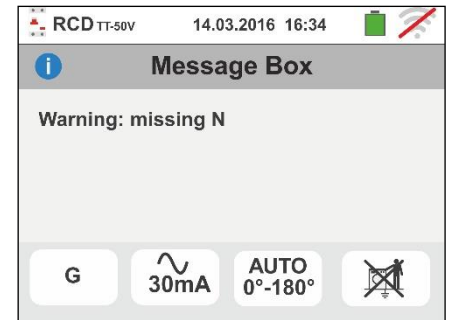 RCD TT-50V 14.03.2016 16:34
Message Box
Warning: missing N
G
30mA
AUTO
0°-180°